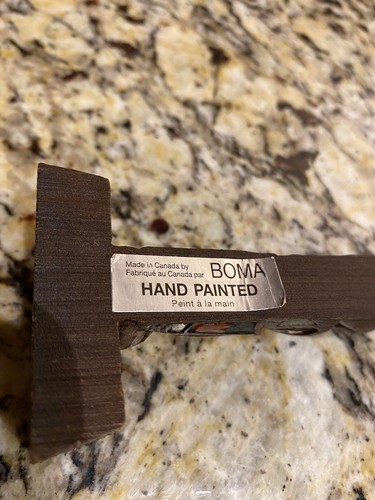 Made in Canada by
Fabriqué au Canada par BOMA
HAND PAINTED
Peint à la main